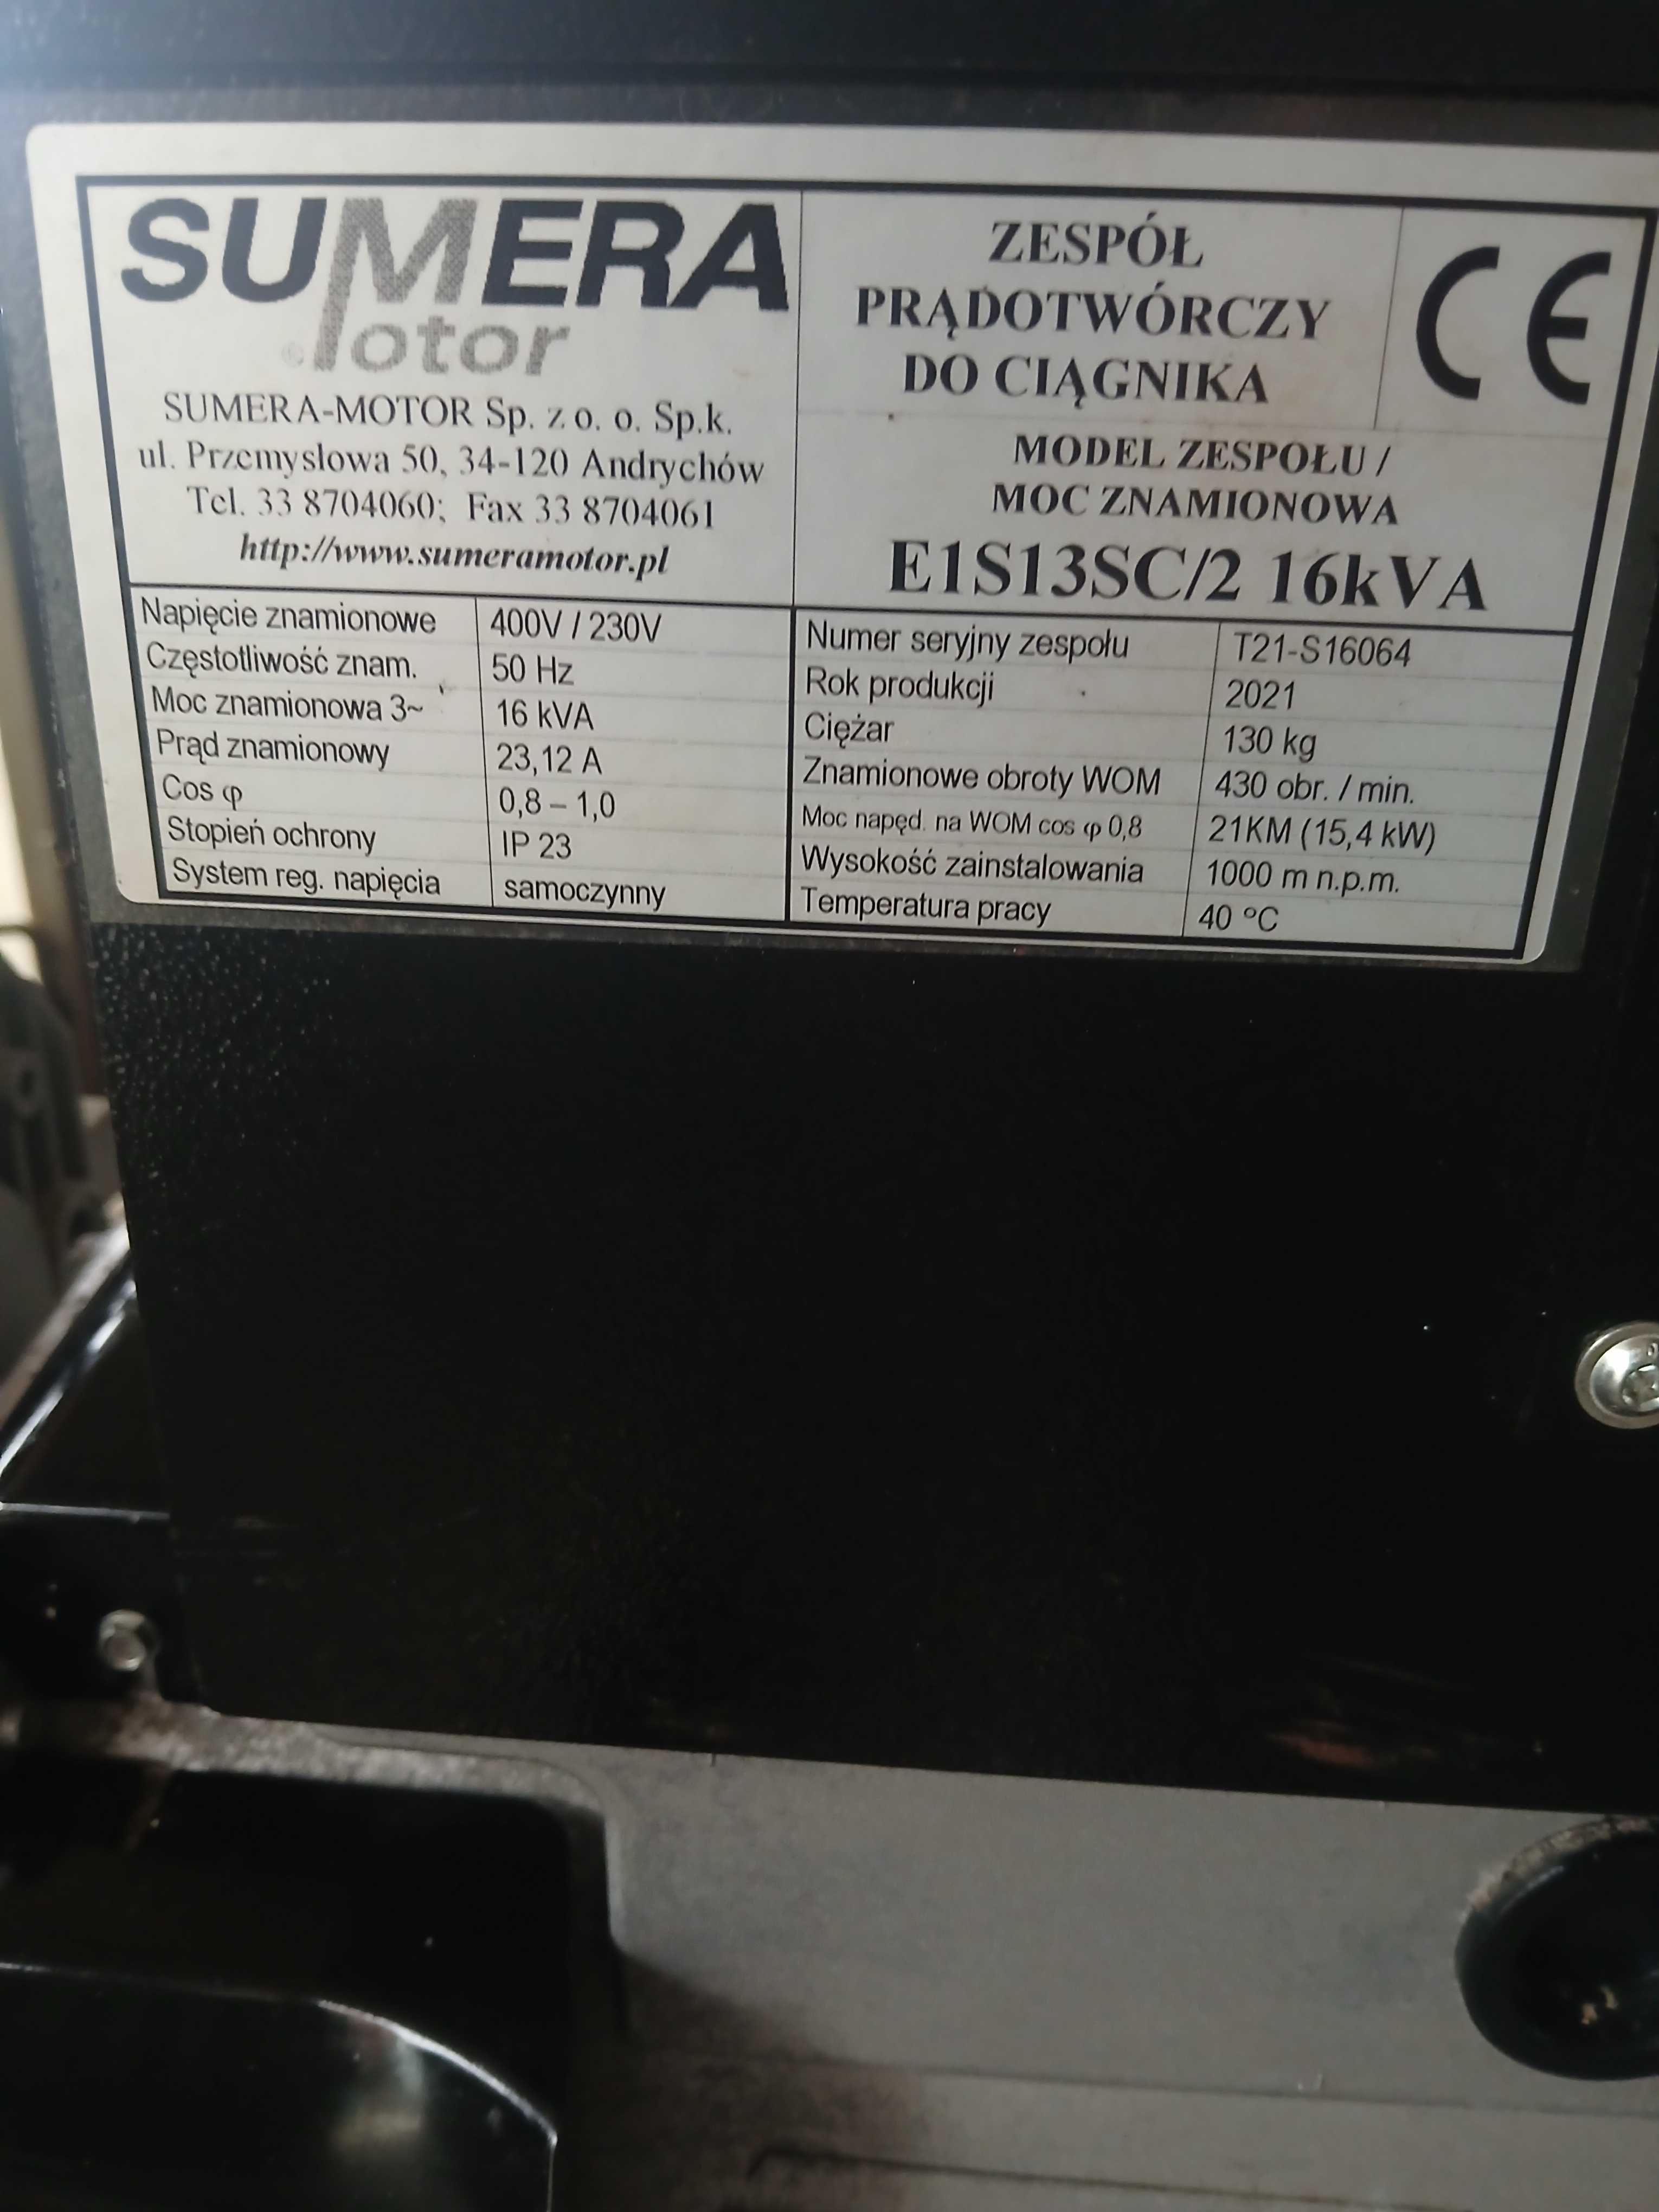 SUMERA
©Motor
SUMERA-MOTOR Sp. z o. o. Sp.k.
ul. Przemysłowa 50, 34-120 Andrychów
Tel. 33 8704060; Fax 33 8704061
http://www.sumeramotor.pl
ZESPÓŁ
PRĄDOTWÓRCZY
DO CIĄGNIKA
CE
MODEL ZESPOŁU /
MOC ZNAMIONOWA
E1S13SC/2 16kVA
Napięcie znamionowe 400V / 230V
Częstotliwość znam. 50 Hz
Moc znamionowa 3~ 16 kVA
Prąd znamionowy 23,12 A
Cos φ 0,8 – 1,0
Stopień ochrony IP 23
System reg. napięcia samoczynny
Numer seryjny zespołu T21-S16064
Rok produkcji 2021
Ciężar 130 kg
Znamionowe obroty WOM 430 obr. / min.
Moc napęd. na WOM cos φ 0,8 21KM (15,4 kW)
Wysokość zainstalowania 1000 m n.p.m.
Temperatura pracy 40 °C